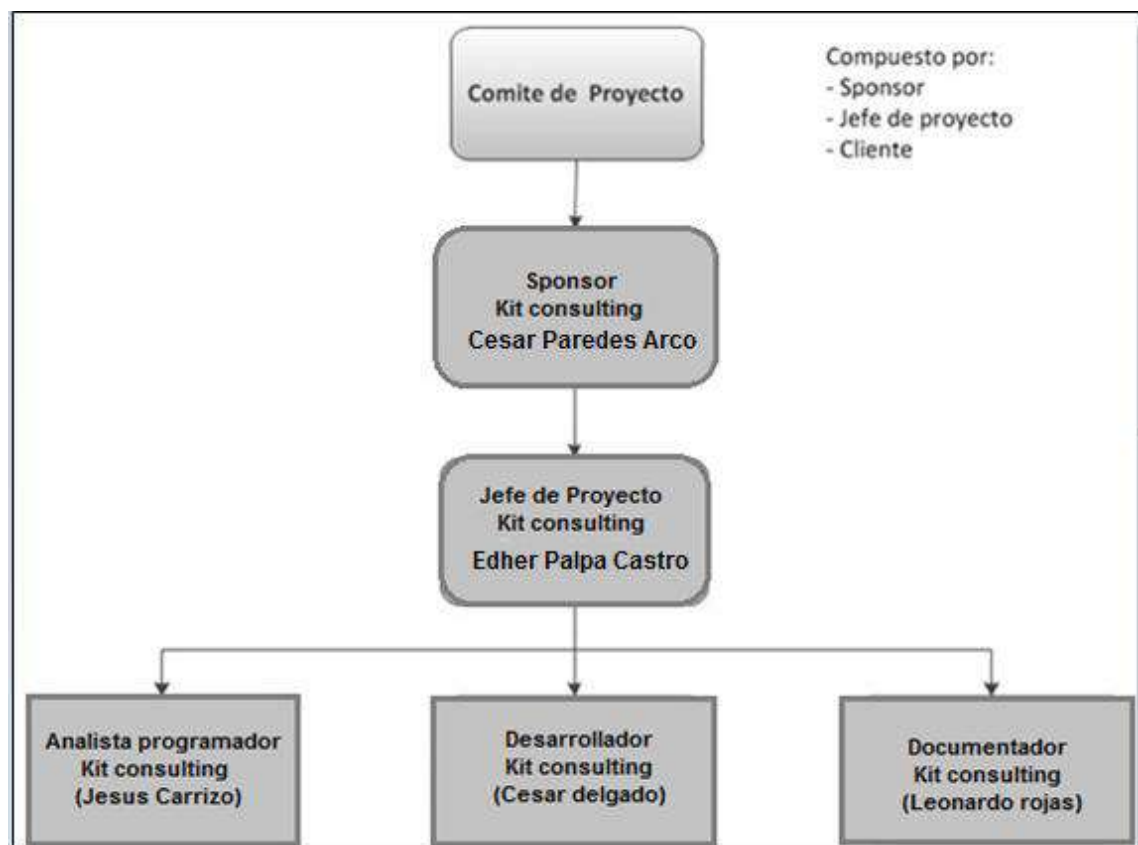 Comite de Proyecto
Compuesto por:
- Sponsor
- Jefe de proyecto
- Cliente
Sponsor
Kit consulting
Cesar Paredes Arco
Jefe de Proyecto
Kit consulting
Edher Palpa Castro
Analista programador
Kit consulting
(Jesus Carrizo)
Desarrollador
Kit consulting
(Cesar delgado)
Documentador
Kit consulting
(Leonardo rojas)